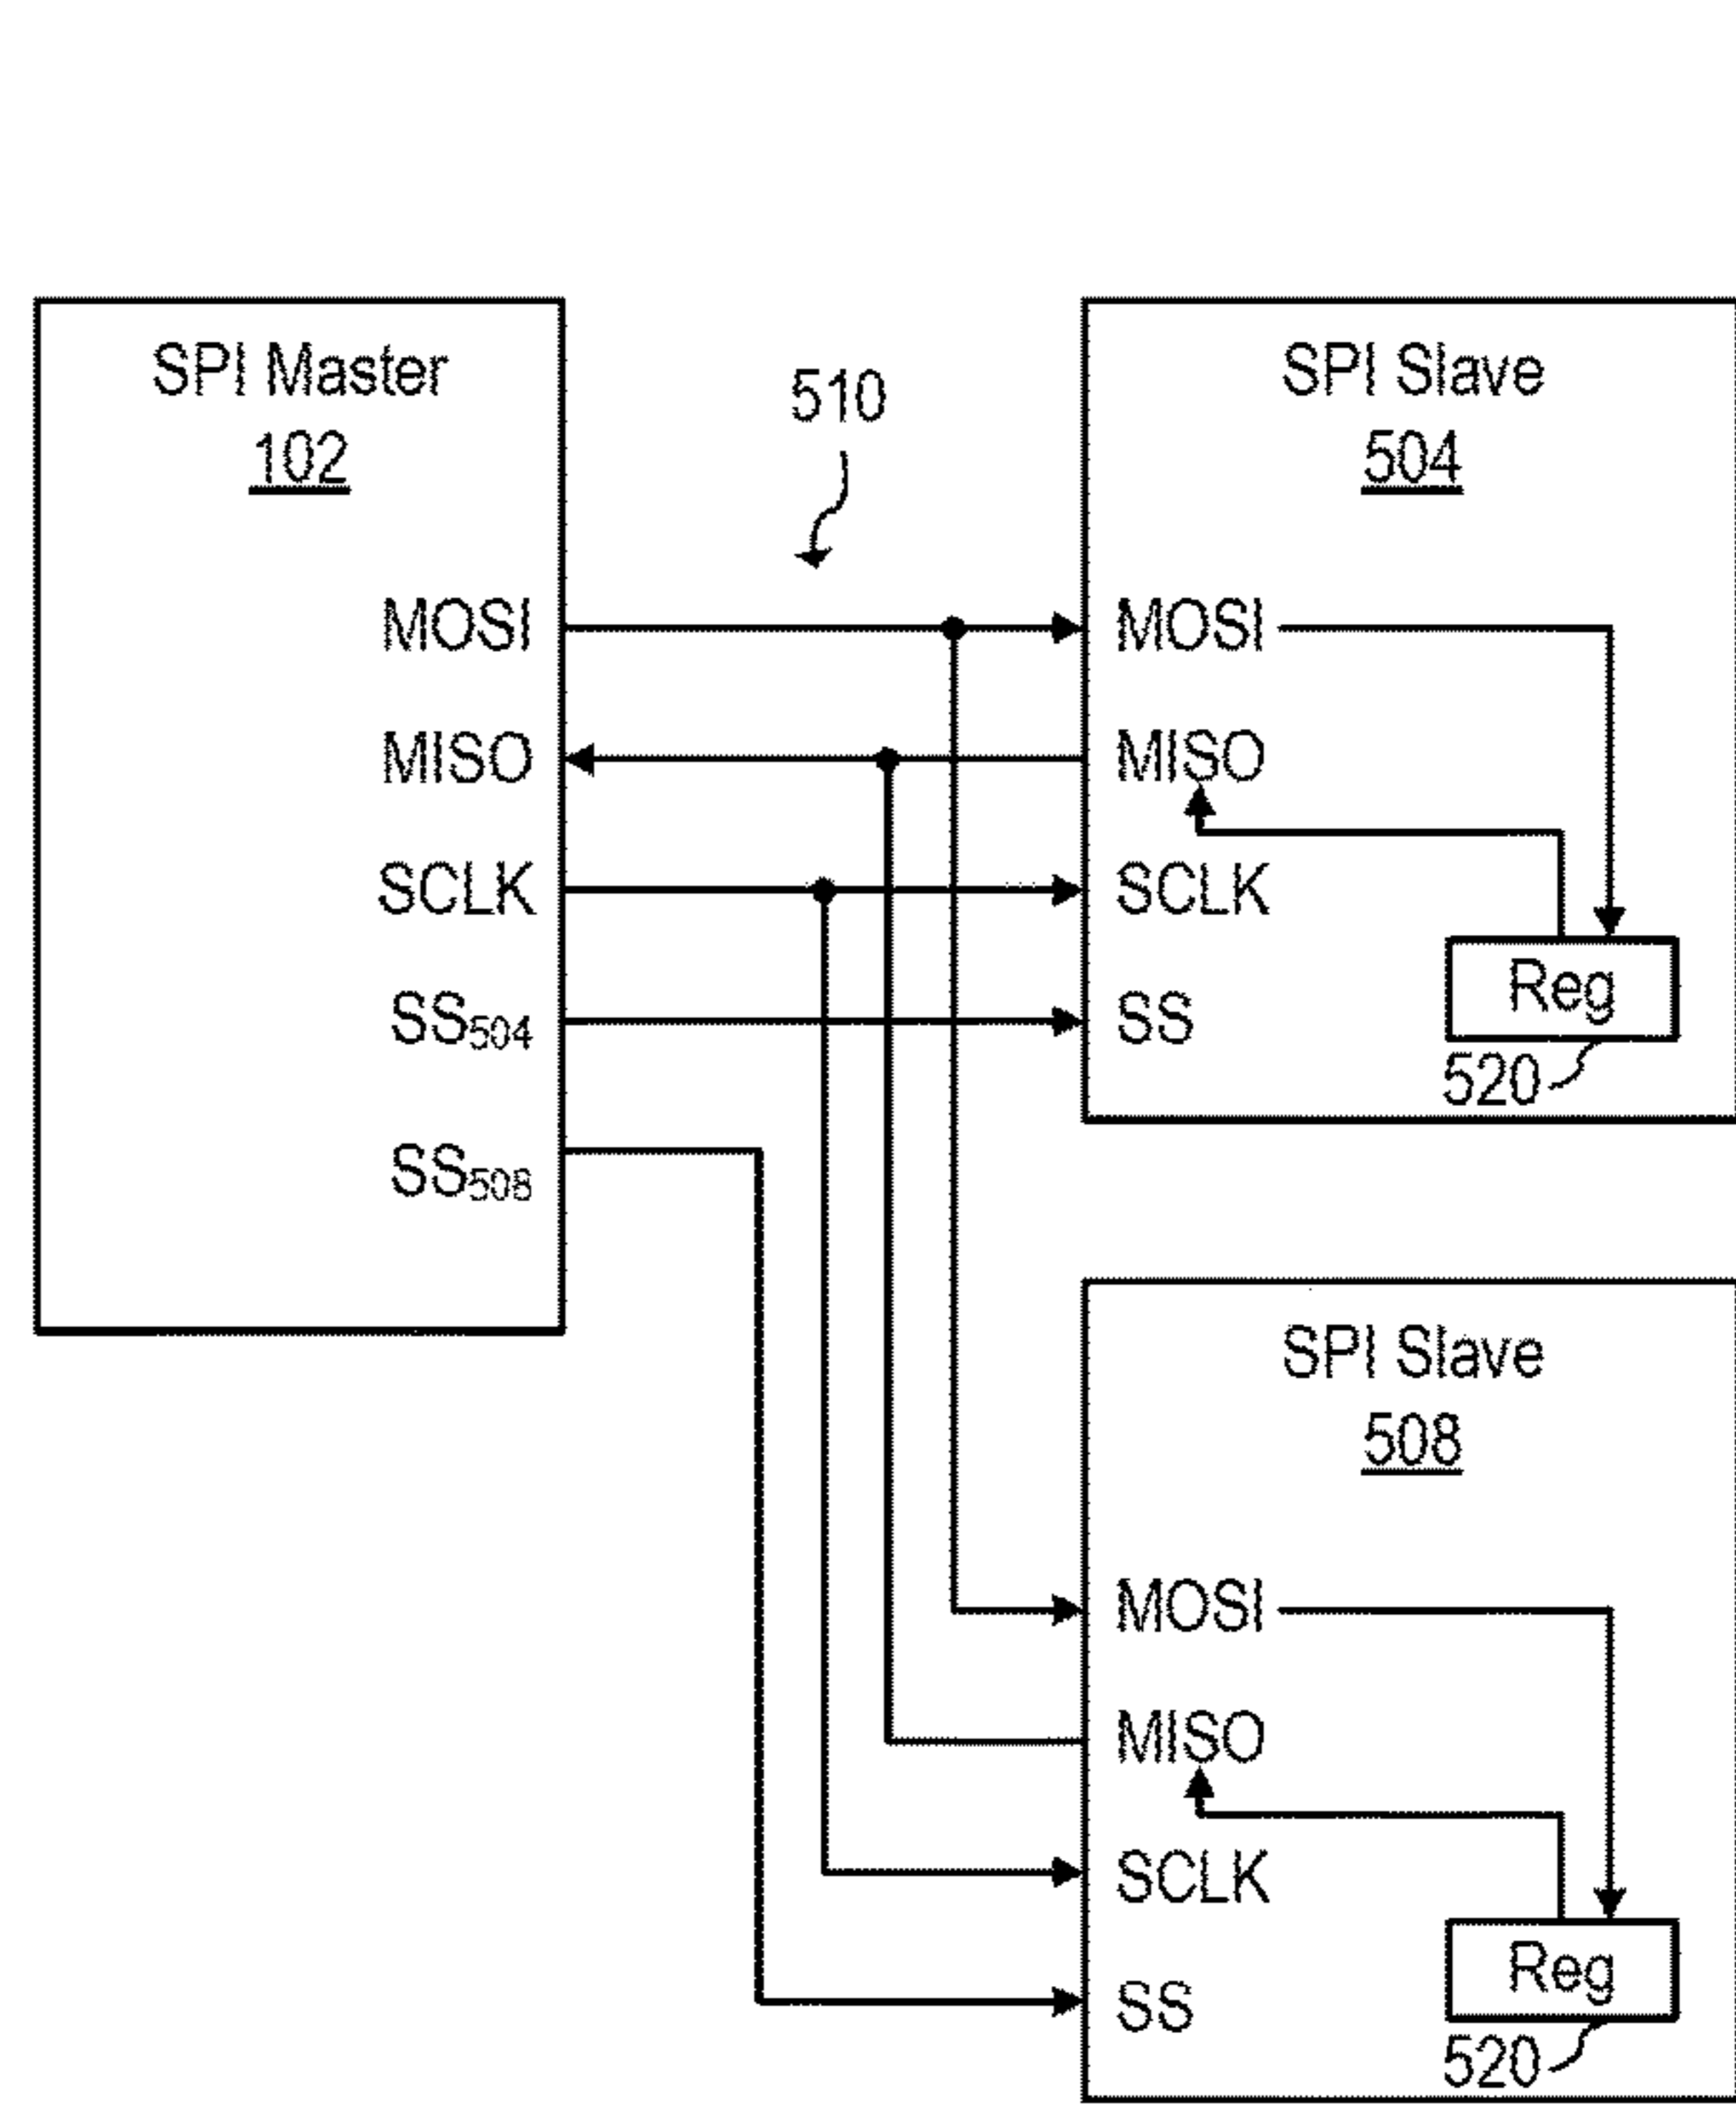 SPI Master
102
MOSI
MISO
SCLK
SS504
SS508
510
SPI Slave
504
MOSI
MISO
SCLK
SS
Reg
520
SPI Slave
508
MOSI
MISO
SCLK
SS
Reg
520